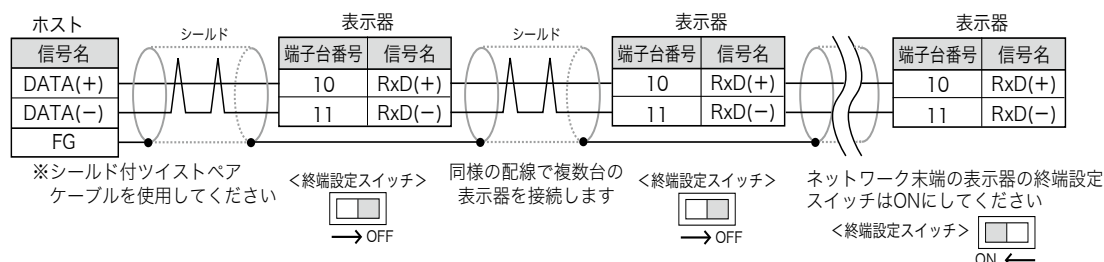 ホスト
信号名
DATA(+)
DATA(−)
FG
シールド
表示器
端子台番号 信号名
10 RxD(+)
11 RxD(−)
シールド
表示器
端子台番号 信号名
10 RxD(+)
11 RxD(−)
表示器
端子台番号 信号名
10 RxD(+)
11 RxD(−)
※シールド付ツイストペア
ケーブルを使用してください
<終端設定スイッチ>
OFF
同様の配線で複数台の
表示器を接続します
<終端設定スイッチ>
OFF
ネットワーク末端の表示器の終端設定
スイッチはONにしてください
<終端設定スイッチ>
ON